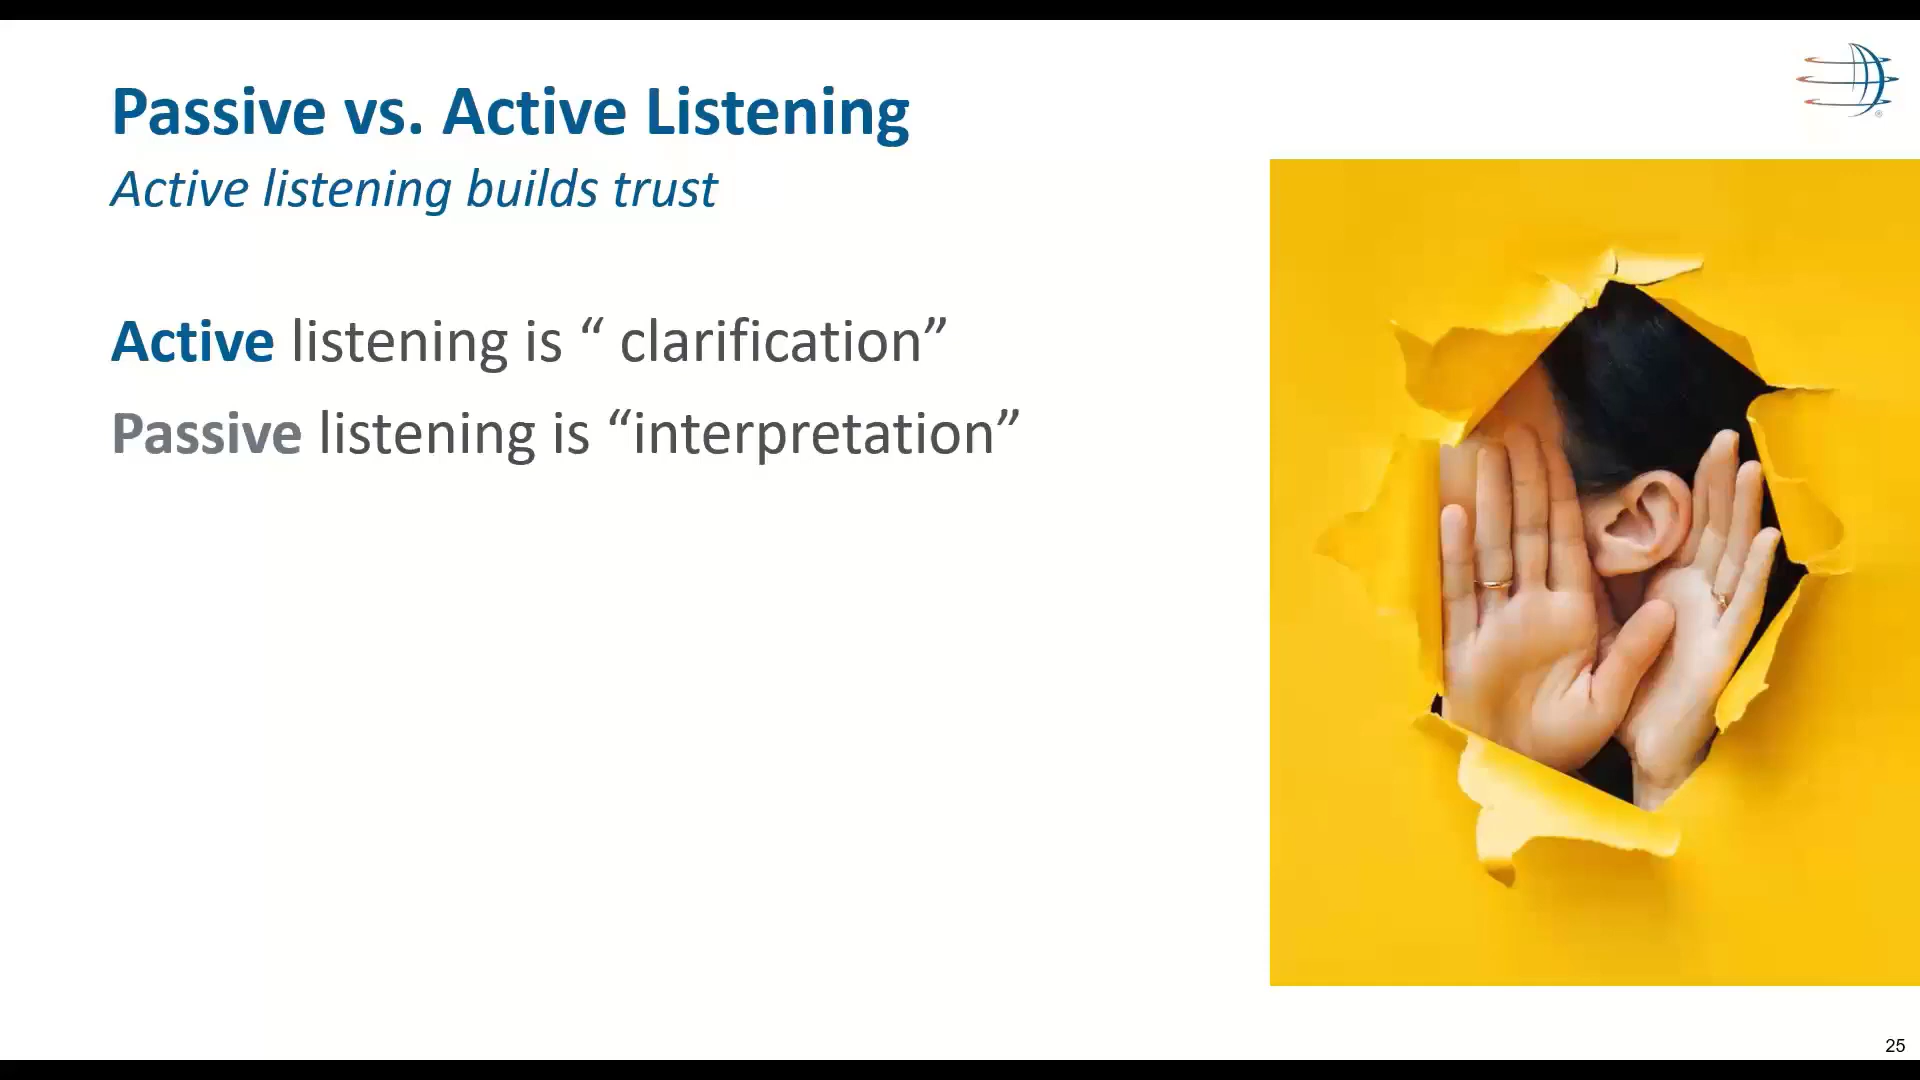 Passive vs. Active Listening
Active listening builds trust
Active listening is “ clarification”
Passive listening is “interpretation”
®
25